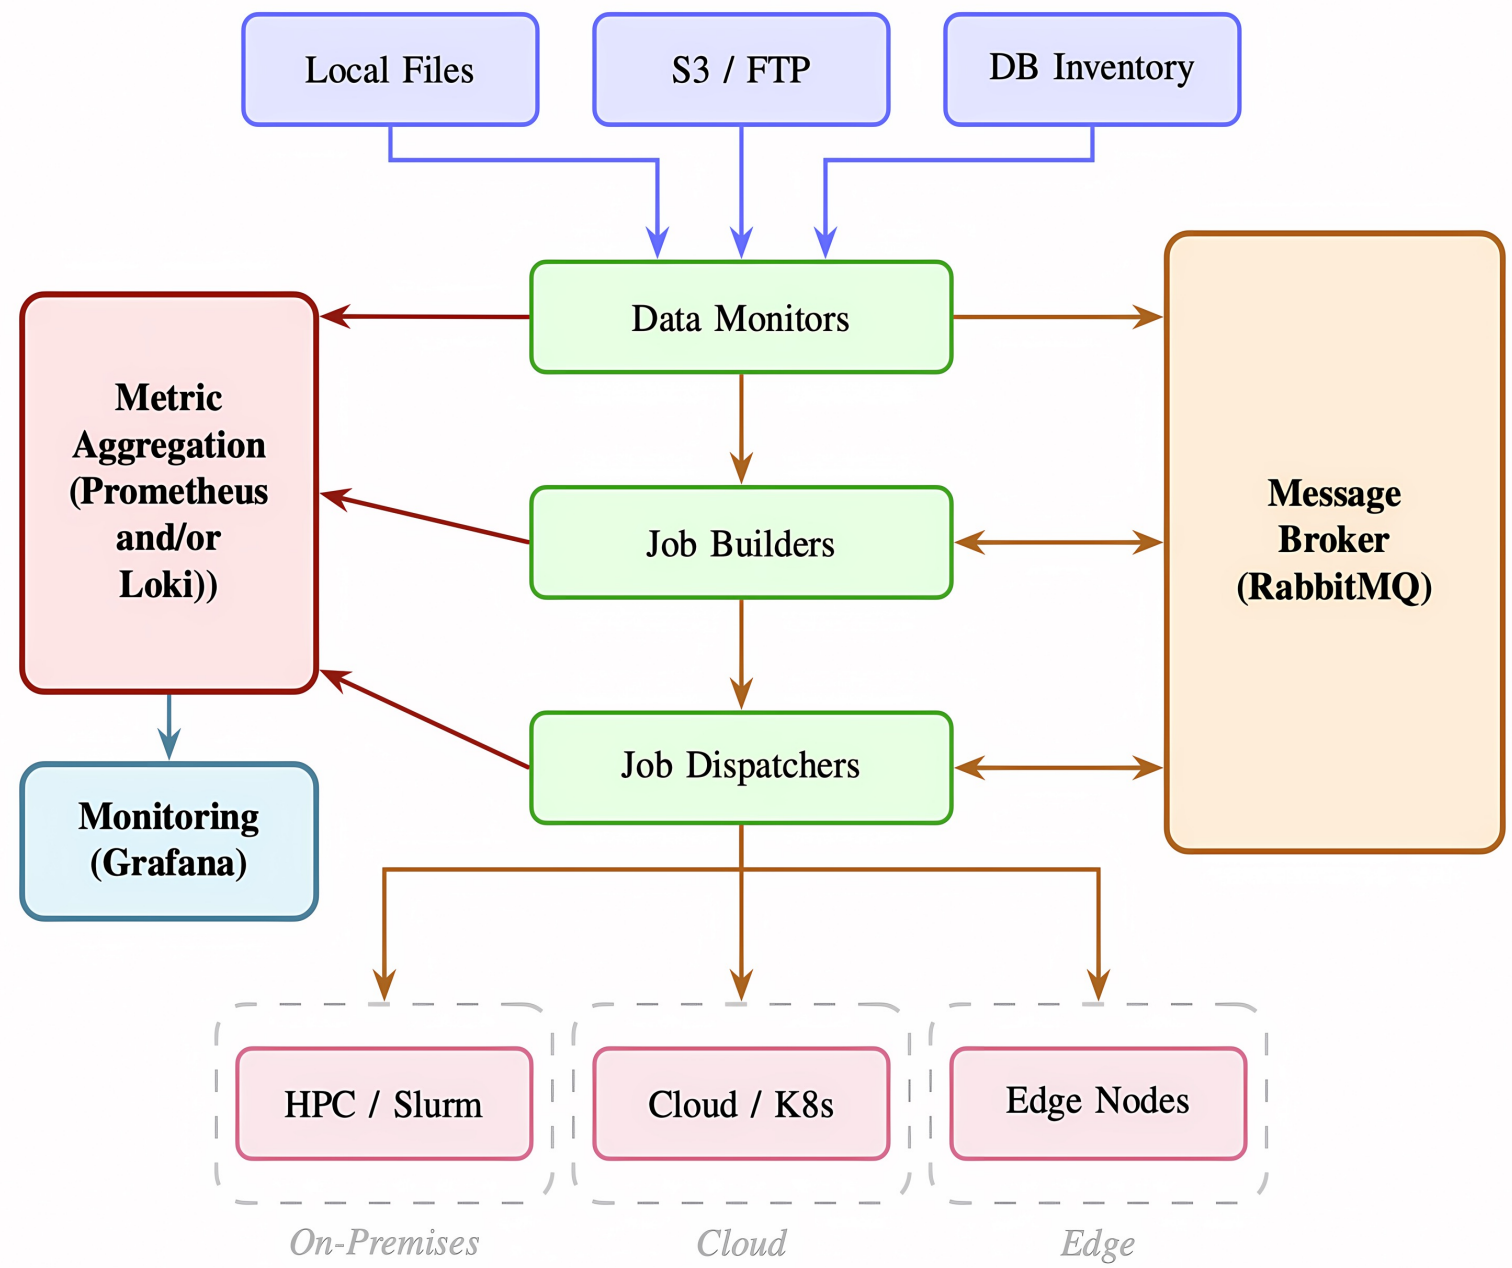 Local Files
S3 / FTP
DB Inventory
Data Monitors
Metric
Aggregation
(Prometheus
and/or
Loki))
Message
Broker
(RabbitMQ)
Job Builders
Job Dispatchers
Monitoring
(Grafana)
HPC / Slurm
Cloud / K8s
Edge Nodes
On-Premises
Cloud
Edge